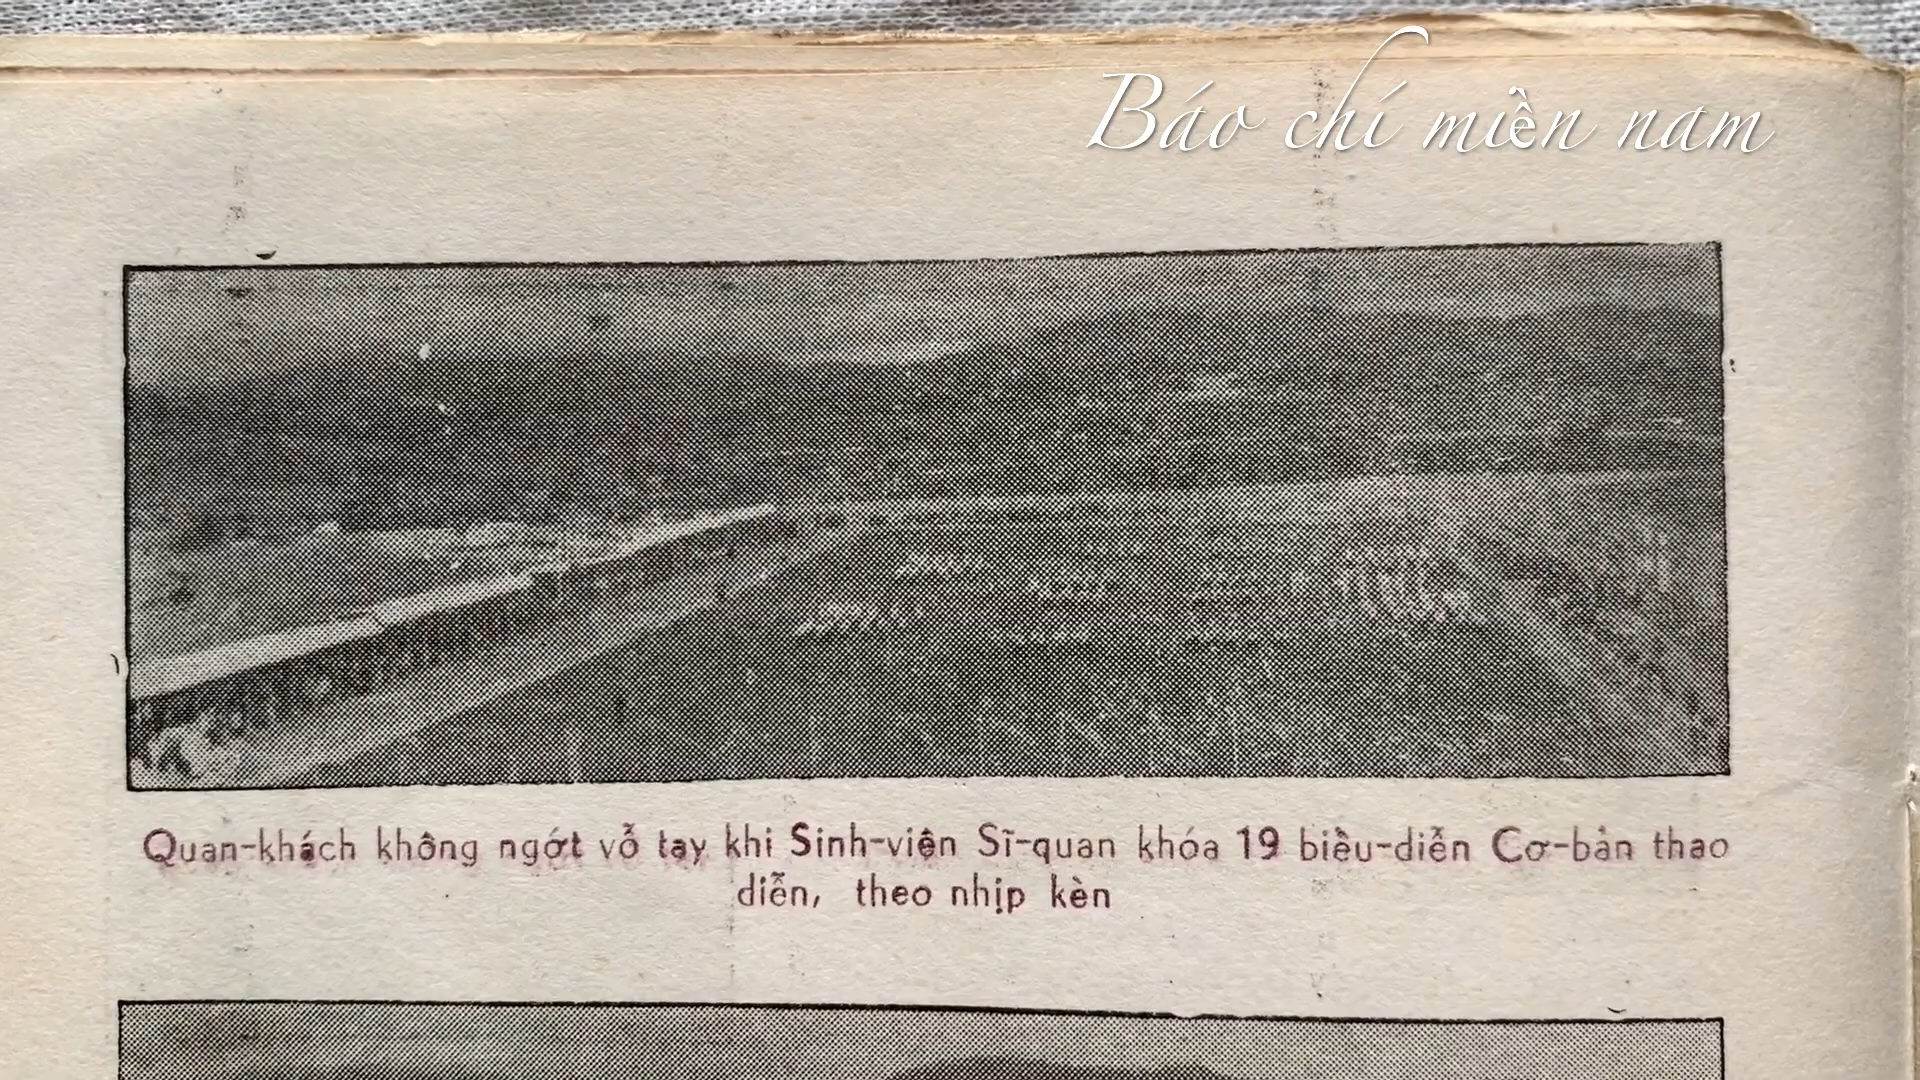 Báo chí miền nam
Quan-khách không ngớt vỗ tay khi Sinh-viên Sĩ-quan khóa 19 biểu-diễn Cơ-bản thao
diễn, theo nhịp kèn